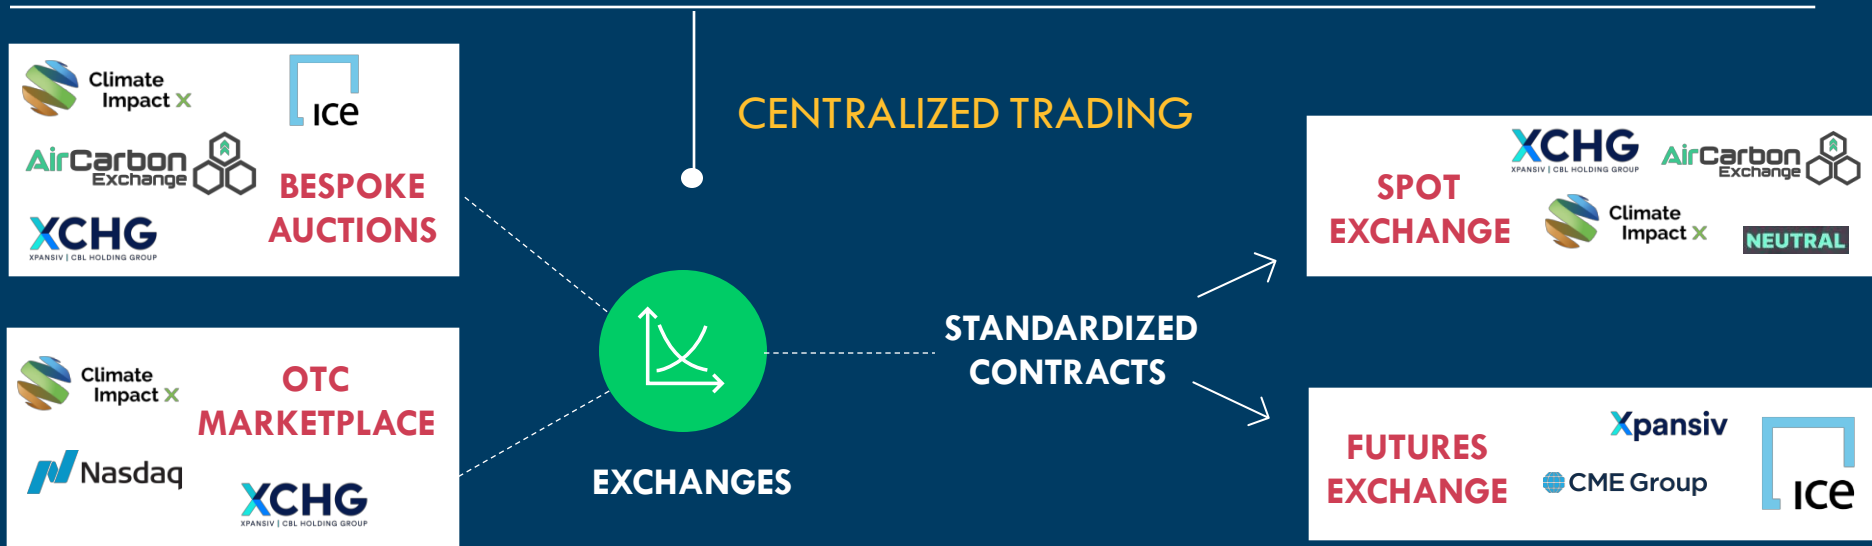 Climate
Impact X
ice
AirCarbon
Exchange
XCHG
XPANSIV | CBL HOLDING GROUP
BESPOKE
AUCTIONS
Climate
Impact X
OTC
MARKETPLACE
Nasdaq
XCHG
XPANSIV | CBL HOLDING GROUP
CENTRALIZED TRADING
EXCHANGES
STANDARDIZED
CONTRACTS
SPOT
EXCHANGE
XCHG
XPANSIV | CBL HOLDING GROUP
AirCarbon
Exchange
Climate
Impact X
NEUTRAL
FUTURES
EXCHANGE
Xpansiv
CME Group
ice